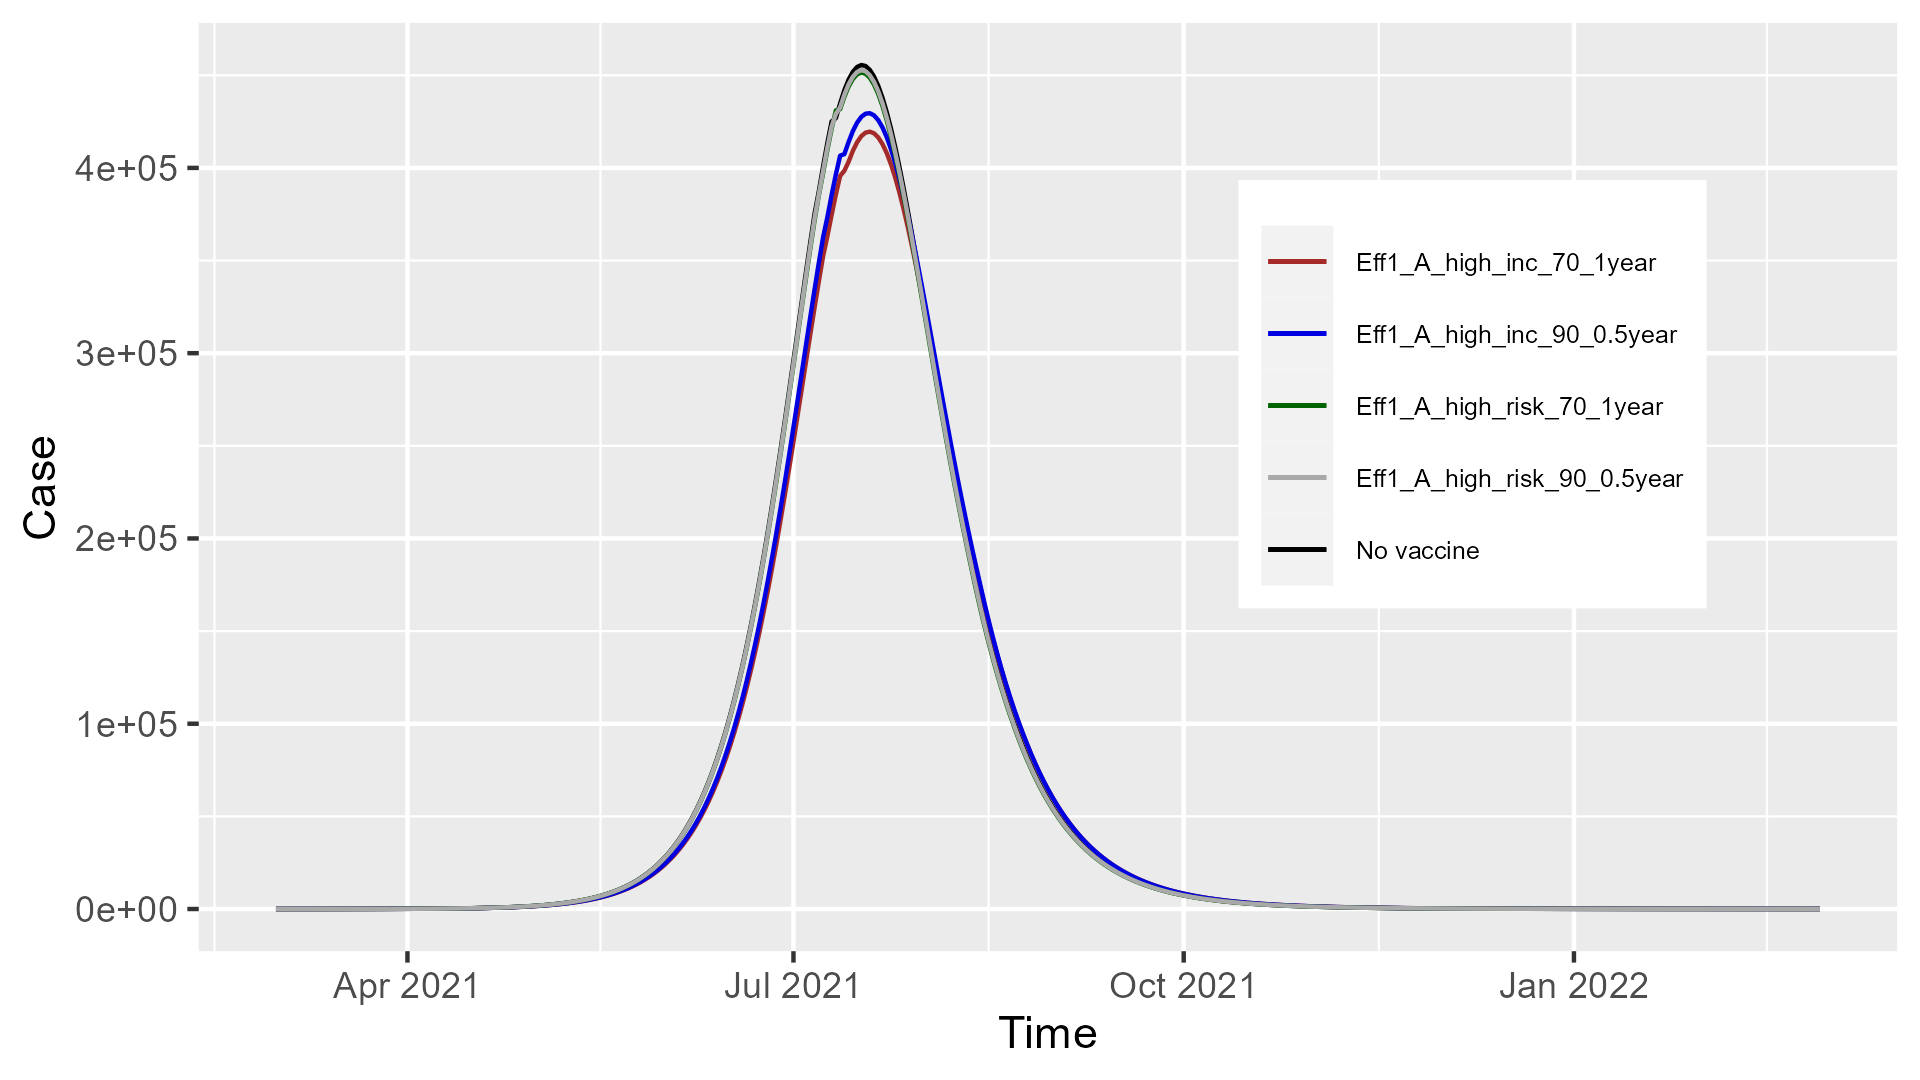 4e+05
3e+05
2e+05
1e+05
0e+00
Case
Apr 2021
Jul 2021
Oct 2021
Jan 2022
Time
Eff1_A_high_inc_70_1year
Eff1_A_high_inc_90_0.5year
Eff1_A_high_risk_70_1year
Eff1_A_high_risk_90_0.5year
No vaccine